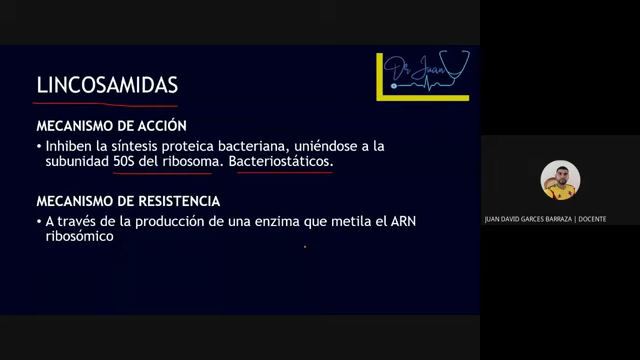 LINCOSAMIDAS
Dr Juan
MECANISMO DE ACCIÓN
• Inhiben la síntesis proteica bacteriana, uniéndose a la
subunidad 50S del ribosoma. Bacteriostáticos.
MECANISMO DE RESISTENCIA
• A través de la producción de una enzima que metila el ARN
ribosómico
JUAN DAVID GARCES BARRAZA | DOCENTE